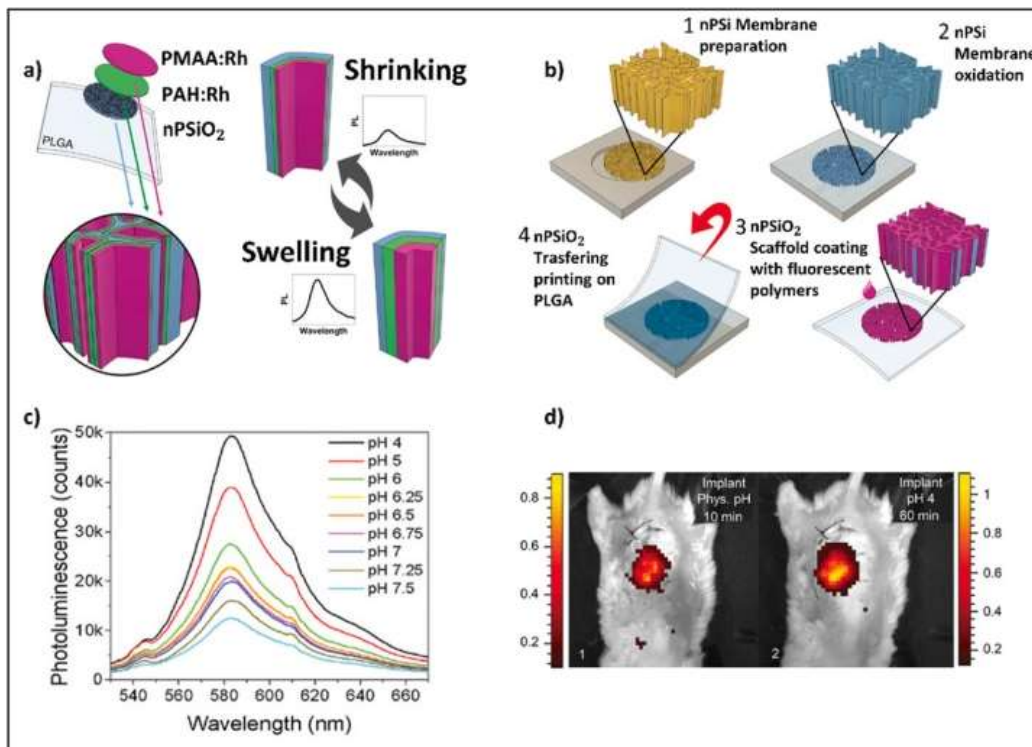 a)
PMAA:Rh
PAH:Rh
nPSiO2
PLGA
Shrinking
PL
Wavelength
Swelling
PL
Wavelength
b)
1 nPSi Membrane
preparation
2 nPSi
Membrane
oxidation
4 nPSiO2
Trasfering
printing on
PLGA
3 nPSiO2
Scaffold coating
with fluorescent
polymers
c)
Photoluminescence (counts)
50k
40k
30k
20k
10k
0
540 560 580 600 620 640 660
Wavelength (nm)
pH 4
pH 5
pH 6
pH 6.25
pH 6.5
pH 6.75
pH 7
pH 7.25
pH 7.5
d)
0.8
0.6
0.4
0.2
Implant
Phys. pH
10 min
1
Implant
pH 4
60 min
2
1
0.8
0.6
0.4
0.2